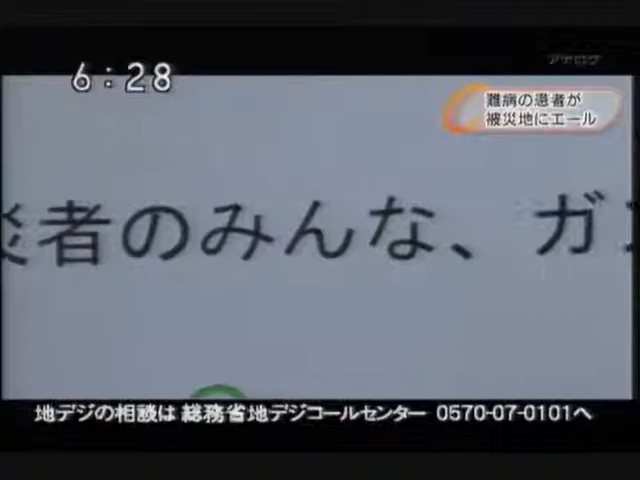 アナログ
6:28
難病の患者が
被災地にエール
災者のみんな、ガン
地デジの相談は 総務省地デジコールセンター 0570-07-0101へ